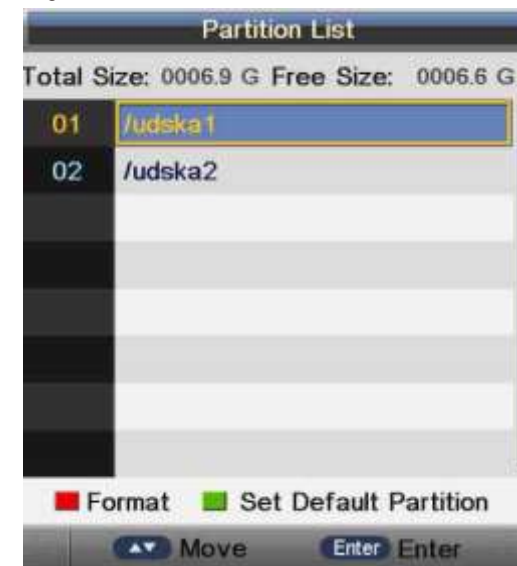 Partition List
Total Size: 0006.9 G Free Size: 0006.6 G
01 /udska1
02 /udska2
Format Set Default Partition
Move Enter Enter